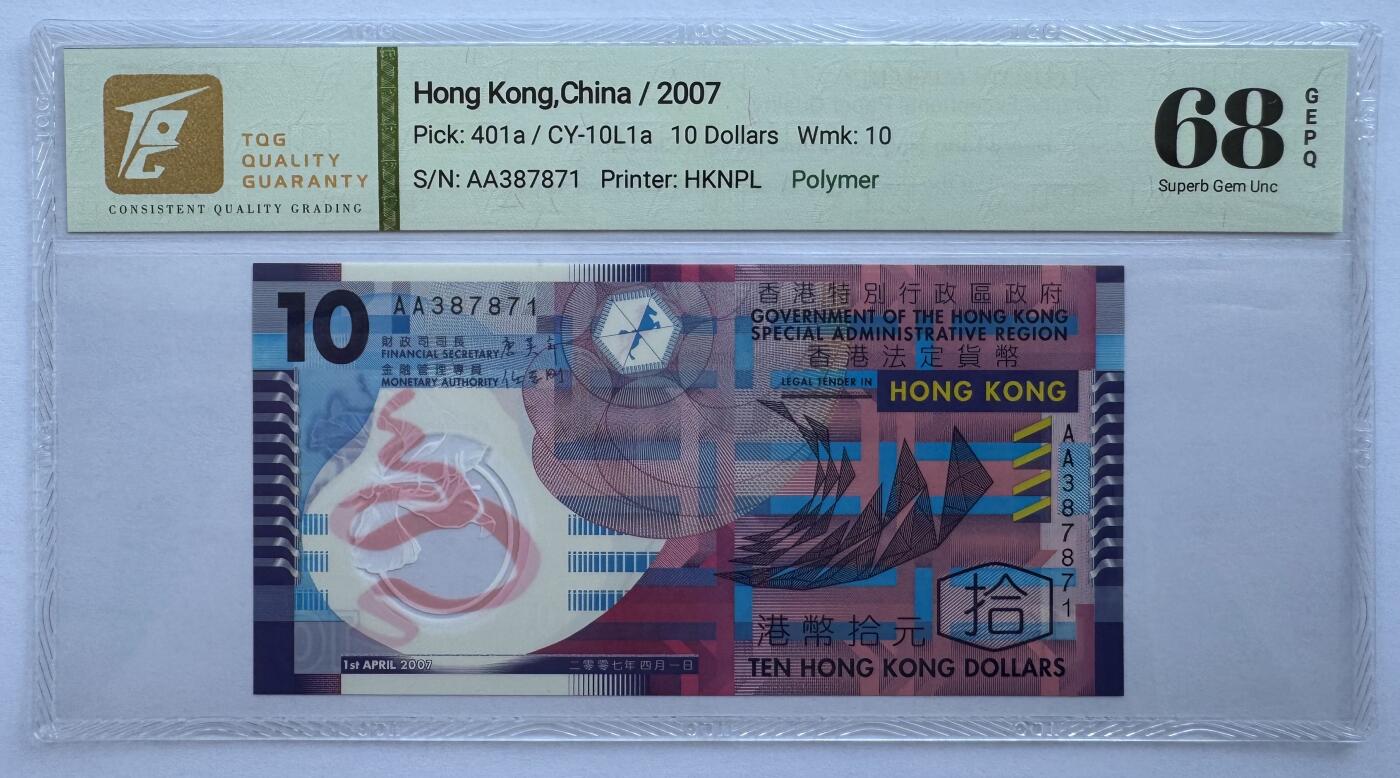 TQG
QUALITY
GUARANTY
CONSISTENT QUALITY GRADING
Hong Kong,China / 2007
Pick: 401a / CY-10L1a 10 Dollars Wmk: 10
S/N: AA387871 Printer: HKNPL Polymer
68
GEPQ
Superb Gem Unc
10
AA387871
財政司司長
FINANCIAL SECRETARY
金融管理專員
MONETARY AUTHORITY
香港特別行政區政府
GOVERNMENT OF THE HONG KONG
SPECIAL ADMINISTRATIVE REGION
香港法定貨幣
LEGAL TENDER IN
HONG KONG
AA387871
拾
港幣拾元
TEN HONG KONG DOLLARS
1st APRIL 2007
二零零七年四月一日